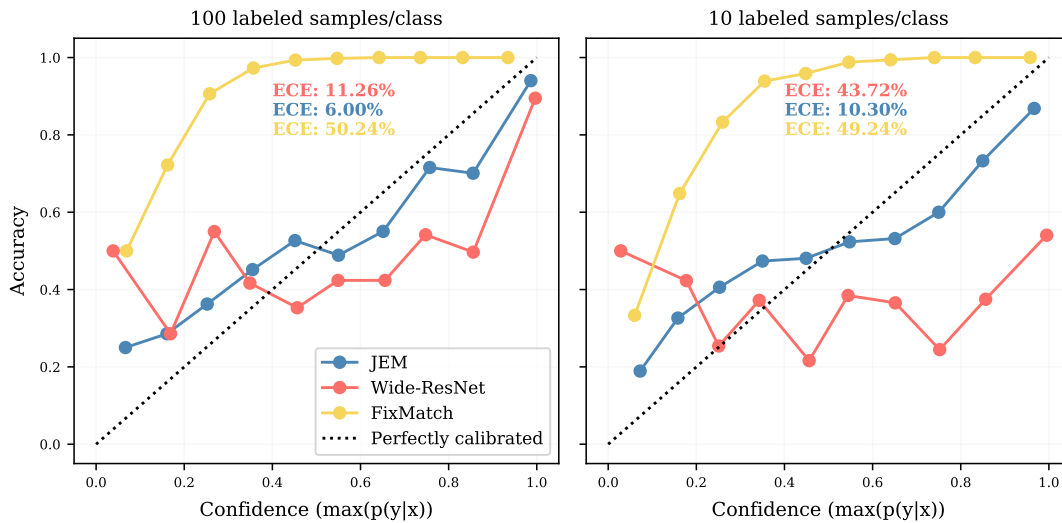 100 labeled samples/class
10 labeled samples/class
1.0
0.8
0.6
0.4
0.2
0.0
Accuracy
ECE: 11.26%
ECE: 6.00%
ECE: 50.24%
JEM
Wide-ResNet
FixMatch
Perfectly calibrated
0.0 0.2 0.4 0.6 0.8 1.0
Confidence (max(p(y|x))
ECE: 43.72%
ECE: 10.30%
ECE: 49.24%
0.0 0.2 0.4 0.6 0.8 1.0
Confidence (max(p(y|x))